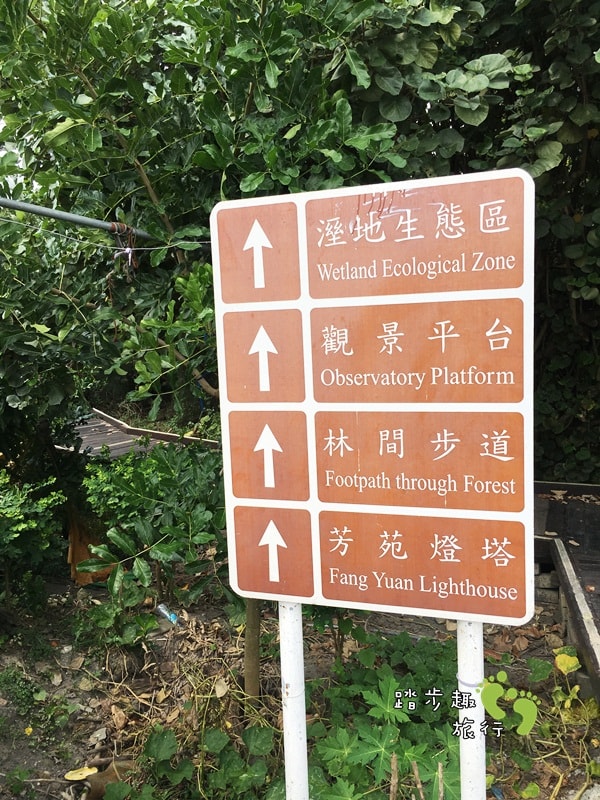 溼地生態區
Wetland Ecological Zone
觀景平台
Observatory Platform
林間步道
Footpath through Forest
芳苑燈塔
Fang Yuan Lighthouse
踏步趣
旅行